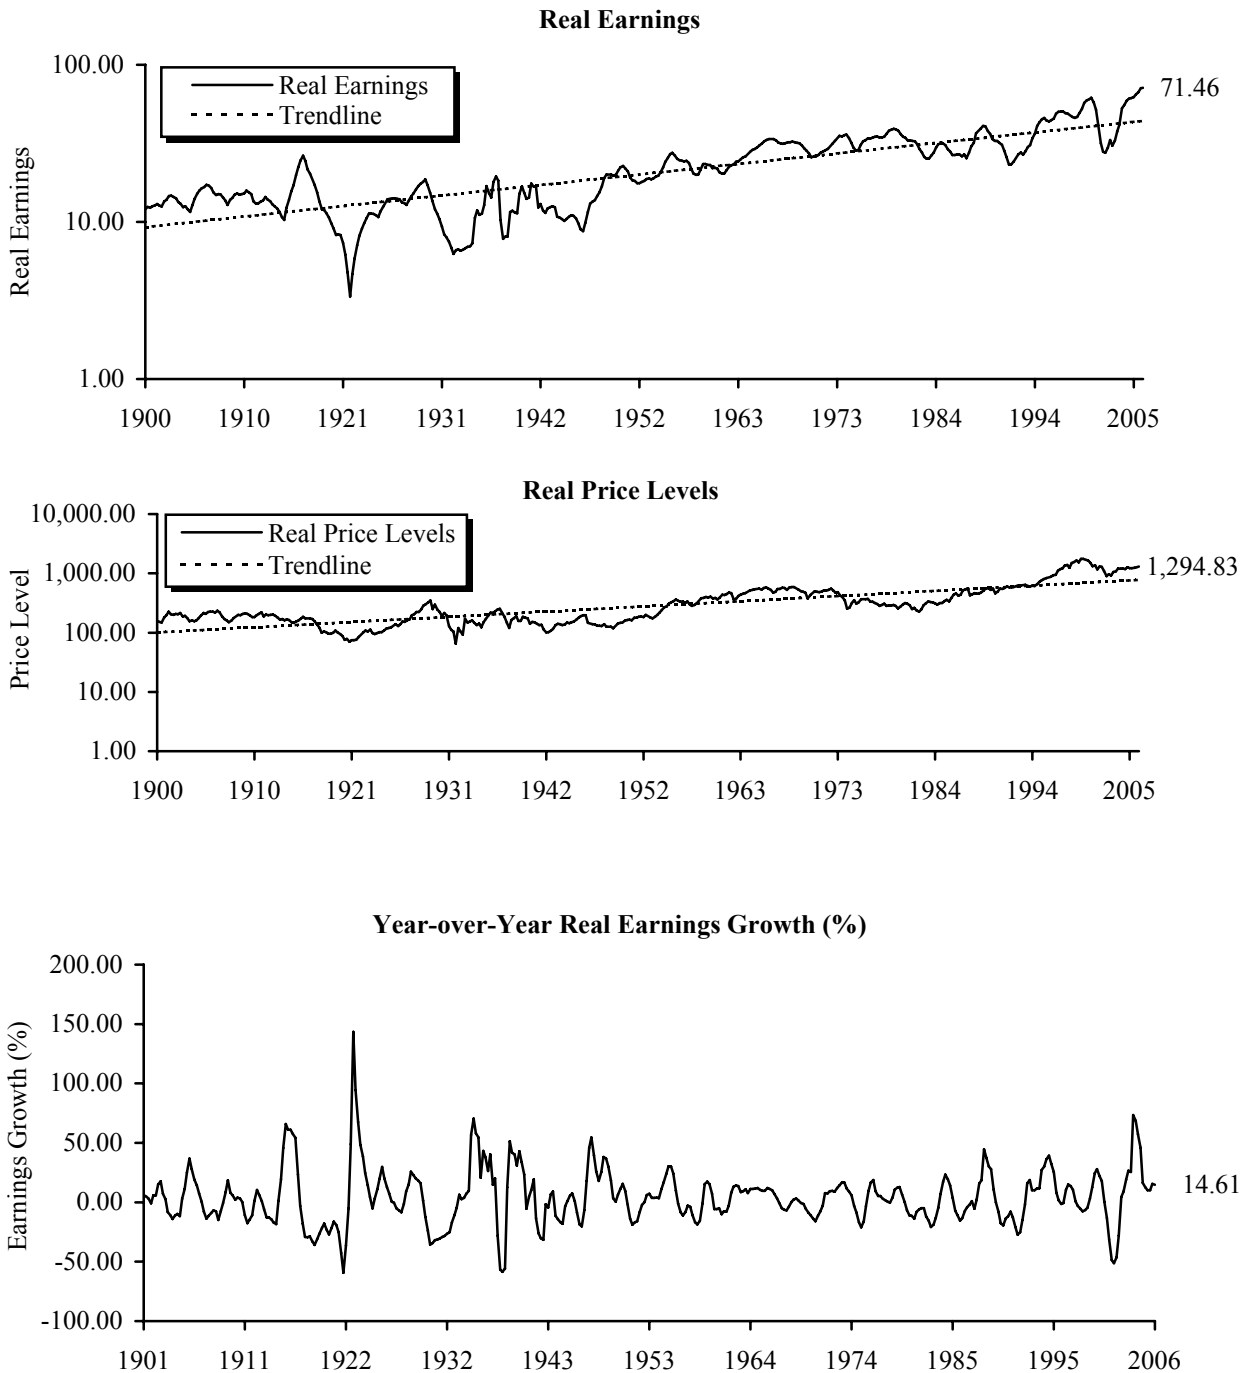 Real Earnings
100.00
Real Earnings
Trendline
71.46
Real Earnings
10.00
1.00
1900 1910 1921 1931 1942 1952 1963 1973 1984 1994 2005
Real Price Levels
10,000.00
Real Price Levels
Trendline
1,000.00
1,294.83
Price Level
100.00
10.00
1.00
1900 1910 1921 1931 1942 1952 1963 1973 1984 1994 2005
Year-over-Year Real Earnings Growth (%)
200.00
150.00
100.00
Earnings Growth (%)
50.00
14.61
0.00
-50.00
-100.00
1901 1911 1922 1932 1943 1953 1964 1974 1985 1995 2006